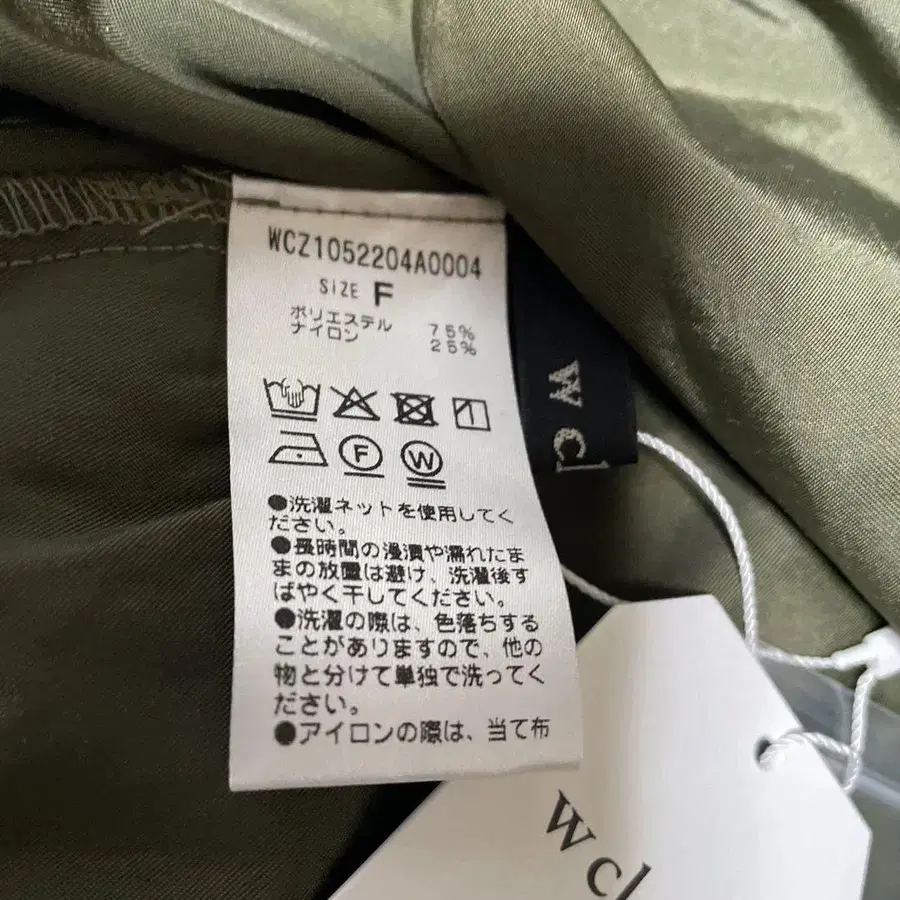 WCZ1052204A0004
SIZE F
ポリエステル 75%
ナイロン 25%
F W
●洗濯ネットを使用してく
ださい。
●長時間の浸漬や濡れたま
まの放置は避け、洗濯後す
ばやく干してください。
●洗濯の際は、色落ちする
ことがありますので、他の
物と分けて単独で洗ってく
ださい。
●アイロンの際は、当て布
w cl
w cl